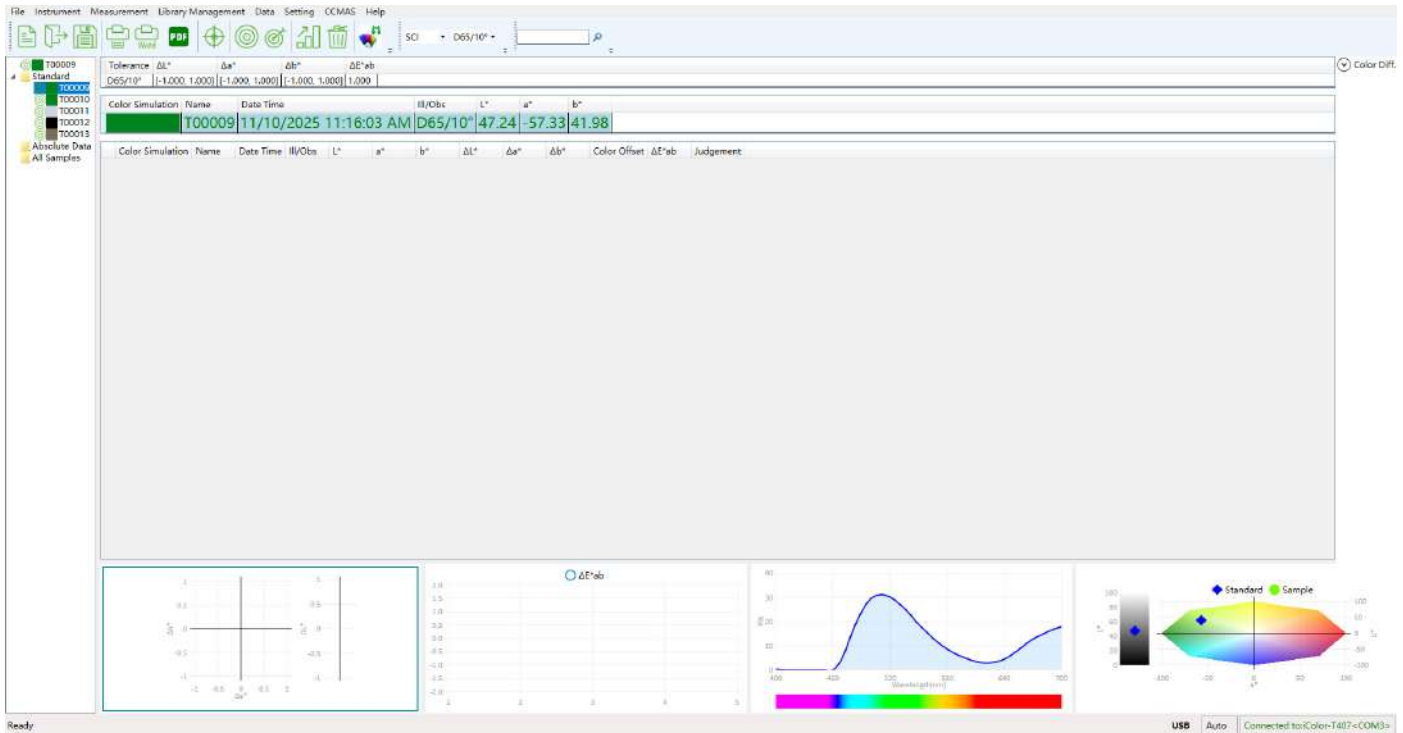 File Instrument Measurement Library Management Data Setting CCMAS Help
PDF SCI D65/10°
T00009
Standard
T00009
T00010
T00011
T00012
T00013
Absolute Data
All Samples
Tolerance ΔL* Δa* Δb* ΔE*ab
D65/10° [-1.000, 1.000] [-1.000, 1.000] [-1.000, 1.000] 1.000
Color Diff.
Color Simulation Name Date Time Ill/Obs L* a* b*
T00009 11/10/2025 11:16:03 AM D65/10° 47.24 -57.33 41.98
Color Simulation Name Date Time Ill/Obs L* a* b* ΔL* Δa* Δb* Color Offset ΔE*ab Judgement
ΔE*ab
Standard Sample
Wavelength(nm)
Ready
USB Auto Connected to:iColor-T407<COM3>